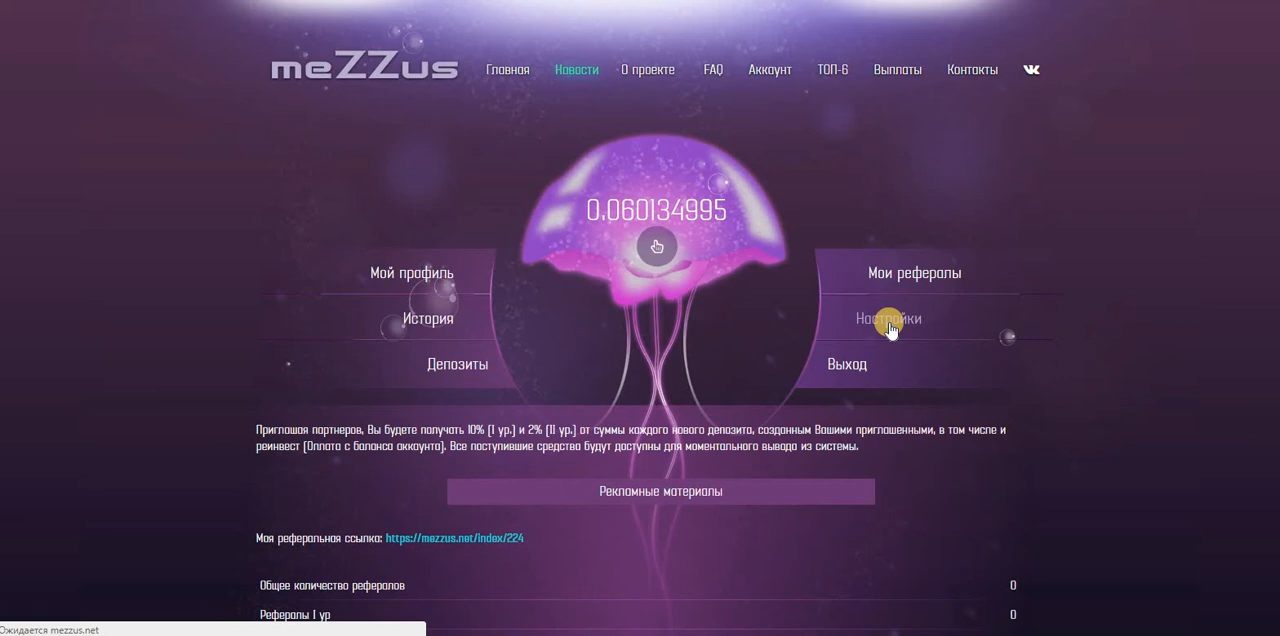 meZZus
Главная Новости О проекте FAQ Аккаунт ТОП-6 Выплаты Контакты
0.060134995
Мой профиль
Мои рефералы
История
Настройки
Депозиты
Выход
Приглашая партнеров, Вы будете получать 10% (I ур.) и 2% (II ур.) от суммы каждого нового депозита, созданным Вашими приглашенными, в том числе и
реинвест (Оплата с баланса аккаунта). Все поступившие средства будут доступны для моментального вывода из системы.
Рекламные материалы
Моя реферальная ссылка: https://mezzus.net/index/224
Общее количество рефералов 0
Рефералы I ур 0
Ожидается mezzus.net